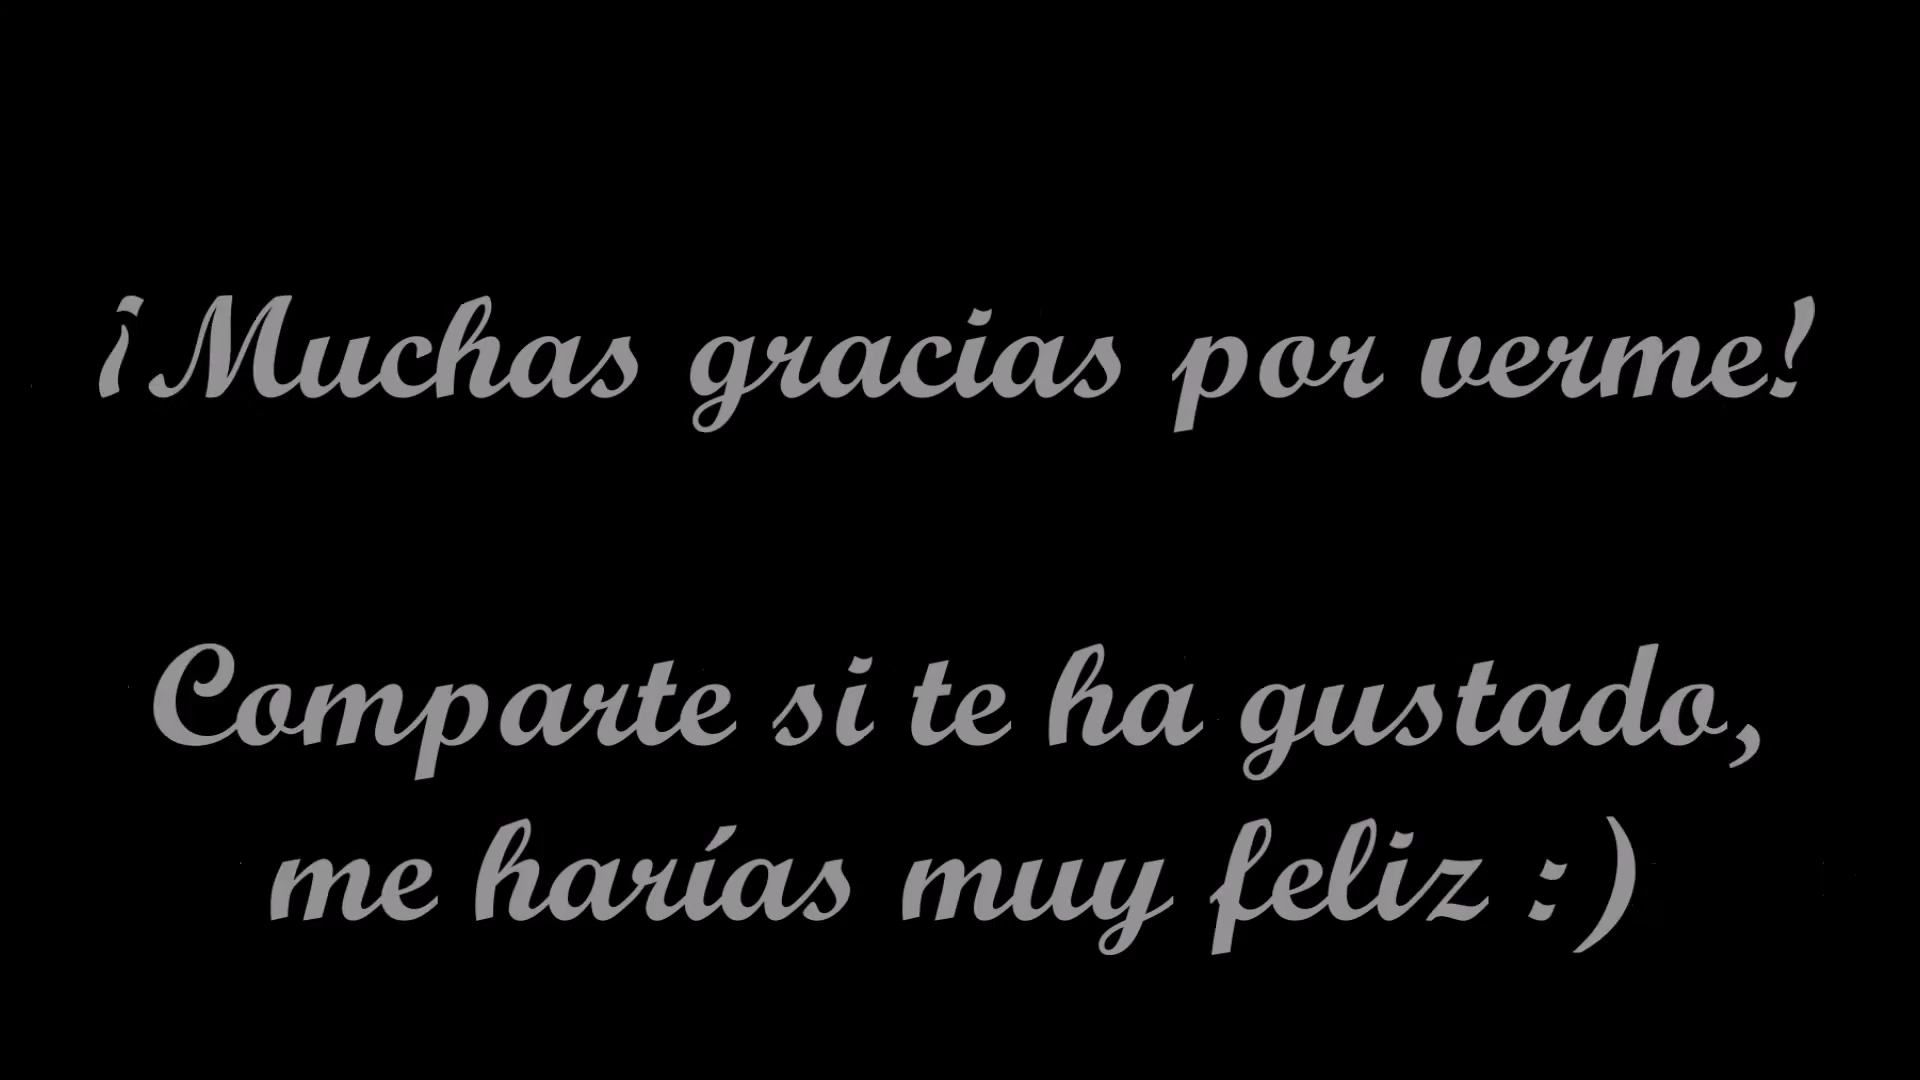 ¡Muchas gracias por verme!
Comparte si te ha gustado,
me harías muy feliz :)